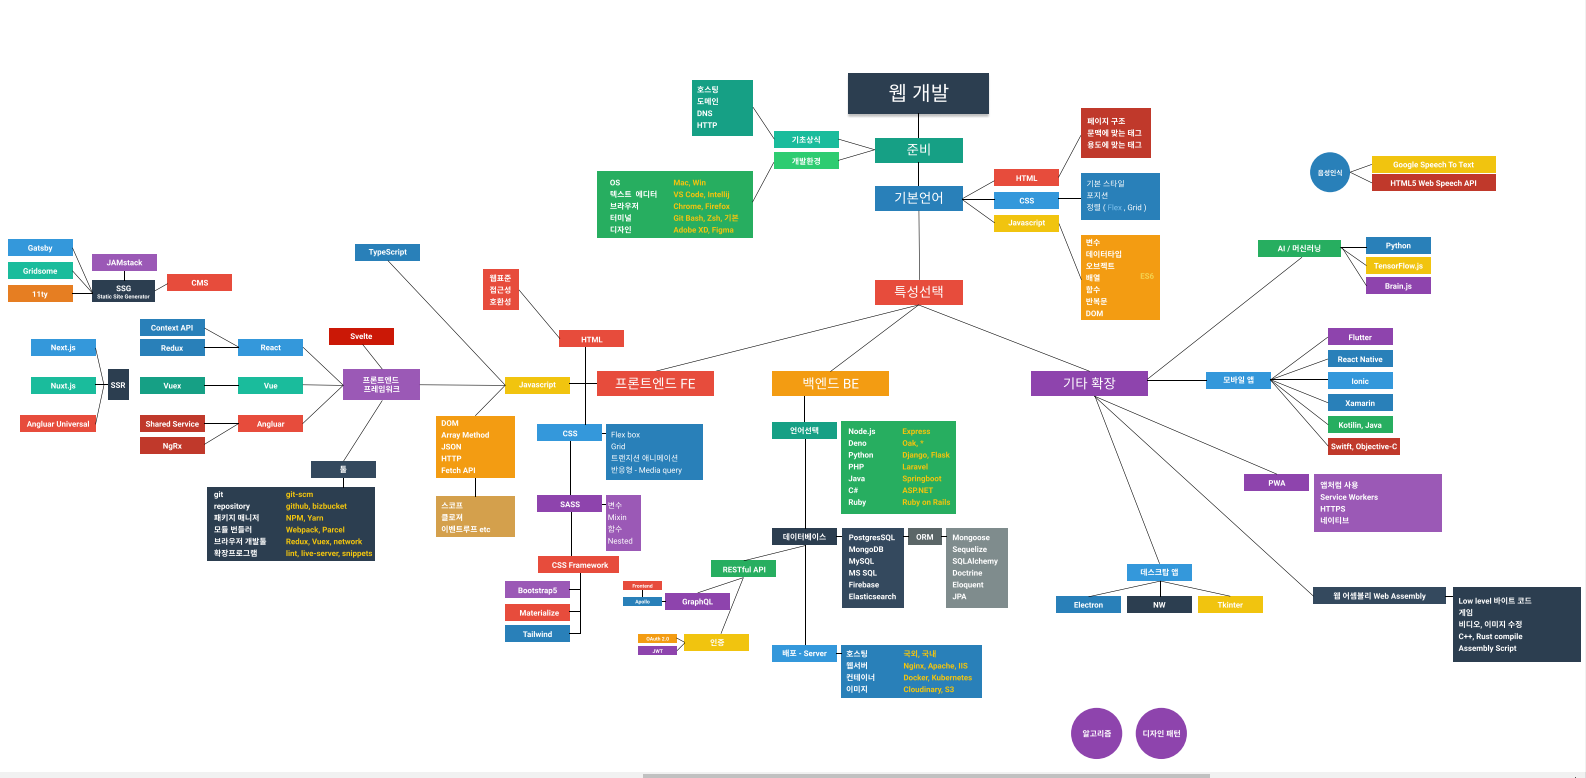 웹 개발
준비
기초상식
호스팅
도메인
DNS
HTTP
개발환경
OS Mac, Win
텍스트 에디터 VS Code, Intellij
브라우저 Chrome, Firefox
터미널 Git Bash, Zsh, 기본
디자인 Adobe XD, Figma
기본언어
HTML
페이지 구조
문맥에 맞는 태그
용도에 맞는 태그
CSS
기본 스타일
포지션
정렬 ( Flex , Grid )
Javascript
변수
데이터타입
오브젝트
배열
함수
반복문
DOM
ES6
음성인식
Google Speech To Text
HTML5 Web Speech API
특성선택
프론트엔드 FE
HTML
웹표준
접근성
호환성
Javascript
TypeScript
DOM
Array Method
JSON
HTTP
Fetch API
스코프
클로져
이벤트루프 etc
CSS
Flex box
Grid
트랜지션 애니메이션
반응형 - Media query
SASS
변수
Mixin
함수
Nested
CSS Framework
Bootstrap5
Materialize
Tailwind
프론트엔드
프레임워크
Svelte
React
Context API
Redux
Vue
Vuex
Angluar
Shared Service
NgRx
SSR
Next.js
Nuxt.js
Angluar Universal
JAMstack
SSG
Static Site Generator
CMS
Gatsby
Gridsome
11ty
툴
git git-scm
repository github, bizbucket
패키지 매니저 NPM, Yarn
모듈 번들러 Webpack, Parcel
브라우저 개발툴 Redux, Vuex, network
확장프로그램 lint, live-server, snippets
백엔드 BE
언어선택
Node.js Express
Deno Oak, *
Python Django, Flask
PHP Laravel
Java Springboot
C# ASP.NET
Ruby Ruby on Rails
데이터베이스
PostgresSQL
MongoDB
MySQL
MS SQL
Firebase
Elasticsearch
ORM
Mongoose
Sequelize
SQLAlchemy
Doctrine
Eloquent
JPA
RESTful API
GraphQL
Frontend
Apollo
인증
OAuth 2.0
JWT
배포 - Server
호스팅 국외, 국내
웹서버 Nginx, Apache, IIS
컨테이너 Docker, Kubernetes
이미지 Cloudinary, S3
기타 확장
AI / 머신러닝
Python
TensorFlow.js
Brain.js
모바일 앱
Flutter
React Native
Ionic
Xamarin
Kotilin, Java
Switft, Objective-C
PWA
앱처럼 사용
Service Workers
HTTPS
네이티브
데스크탑 앱
Electron
NW
Tkinter
웹 어셈블리 Web Assembly
Low level 바이트 코드
게임
비디오, 이미지 수정
C++, Rust compile
Assembly Script
알고리즘
디자인 패턴